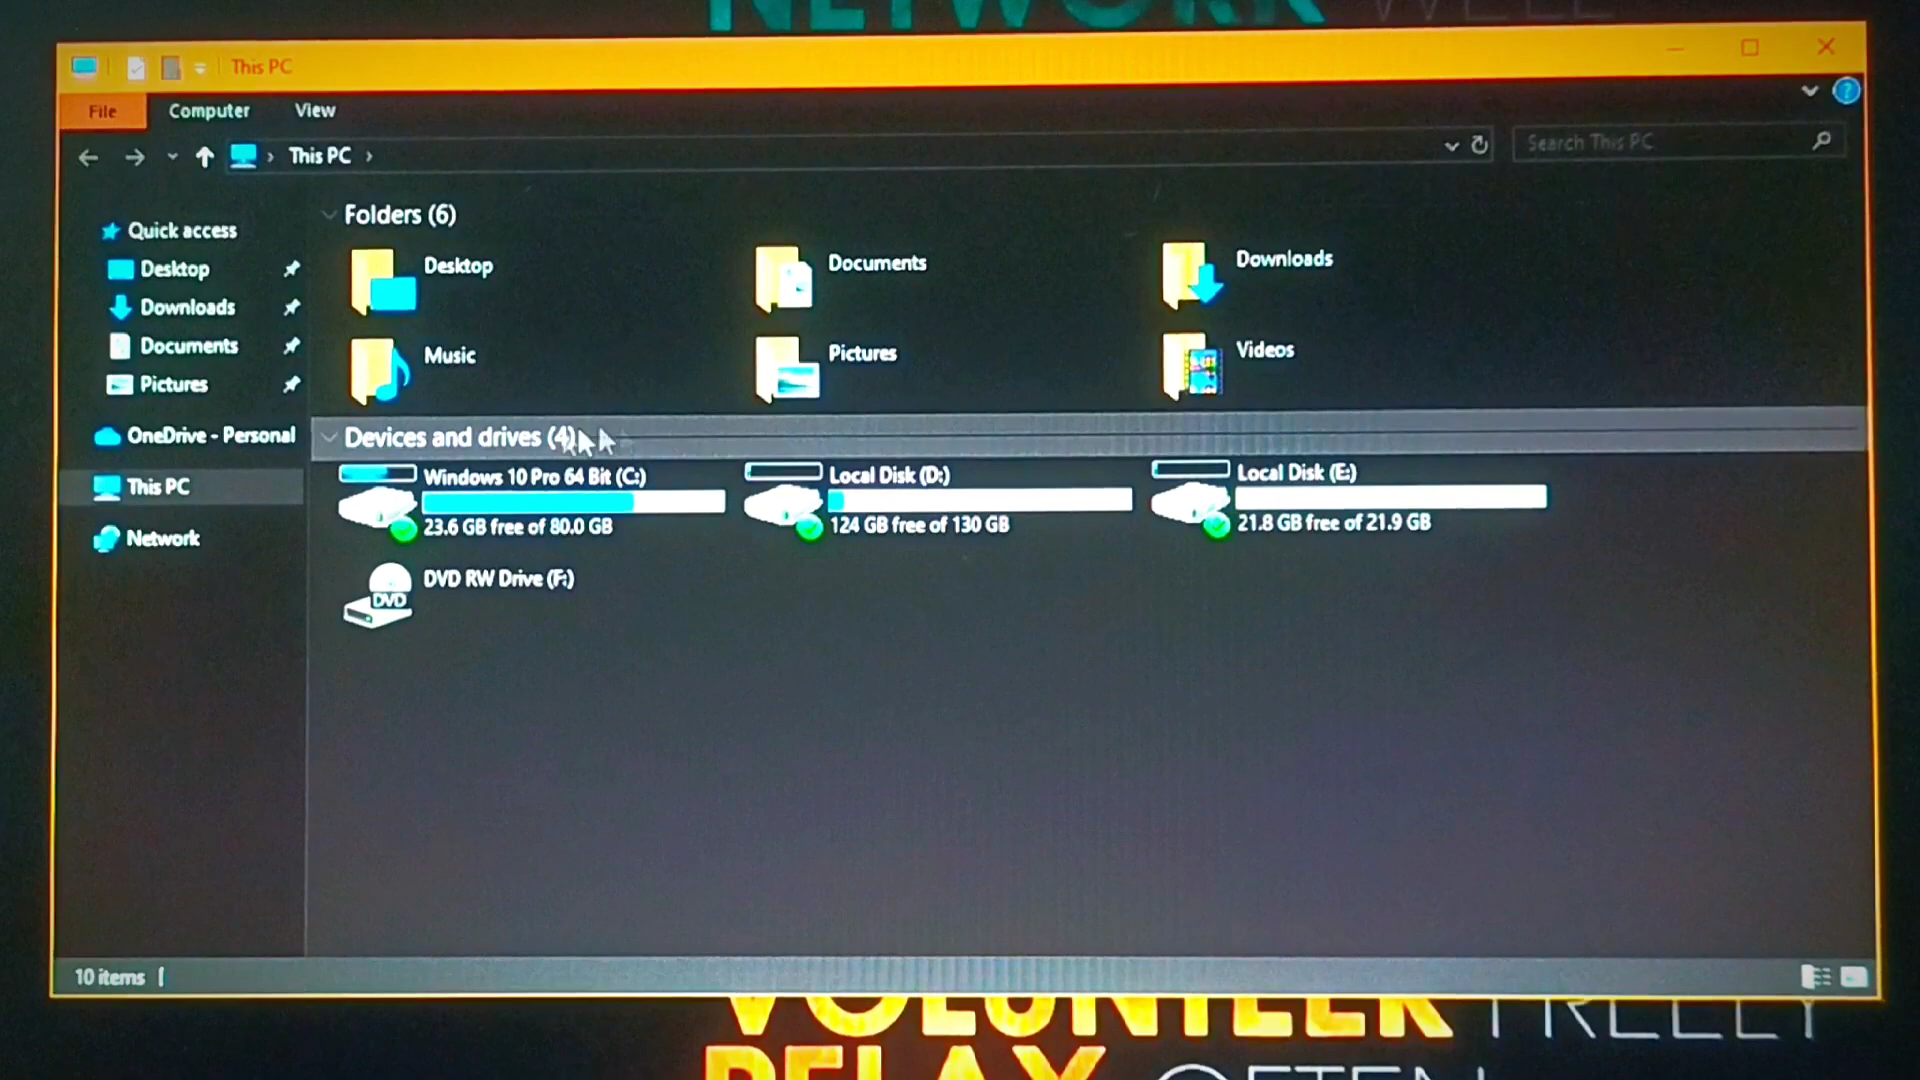 NETWORK WELL
This PC
File Computer View
This PC
Search This PC
Quick access
Desktop
Downloads
Documents
Pictures
OneDrive - Personal
This PC
Network
Folders (6)
Desktop
Documents
Downloads
Music
Pictures
Videos
Devices and drives (4)
Windows 10 Pro 64 Bit (C:)
23.6 GB free of 80.0 GB
Local Disk (D:)
124 GB free of 130 GB
Local Disk (E:)
21.8 GB free of 21.9 GB
DVD
DVD RW Drive (F:)
10 items
VOLUNTEER FREELY
RELAX OFTEN